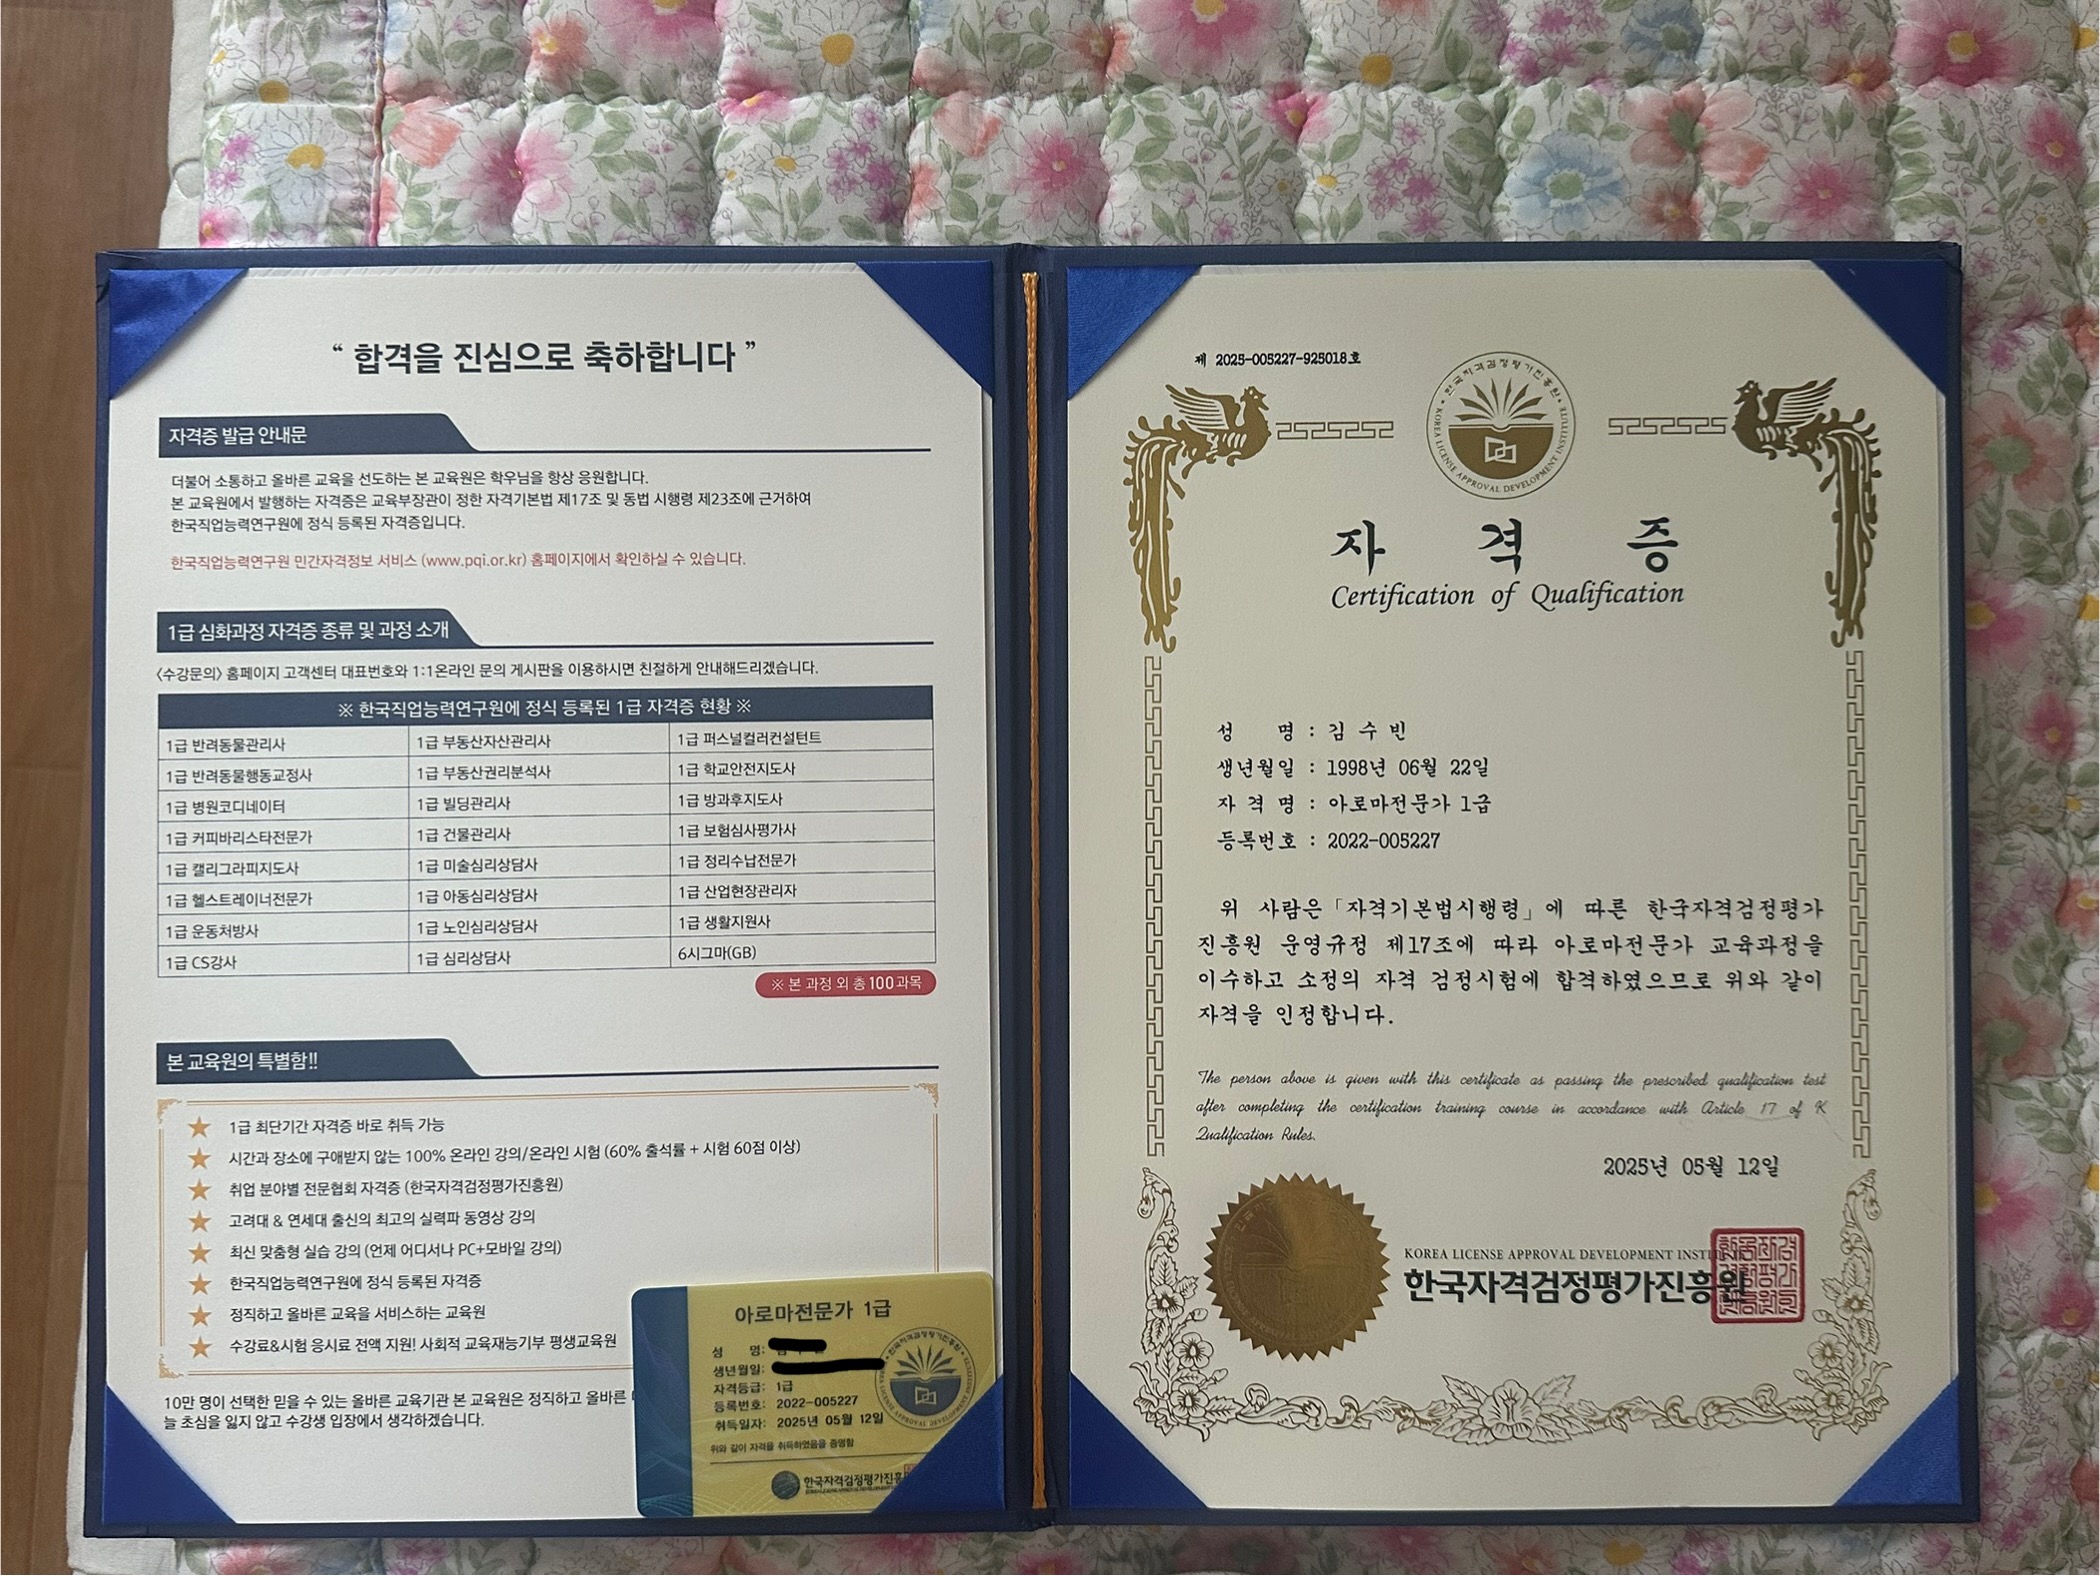 “ 합격을 진심으로 축하합니다 ”
자격증 발급 안내문
더불어 소통하고 올바른 교육을 선도하는 본 교육원은 학우님을 항상 응원합니다.
본 교육원에서 발행하는 자격증은 교육부장관이 정한 자격기본법 제17조 및 동법 시행령 제23조에 근거하여
한국직업능력연구원에 정식 등록된 자격증입니다.
한국직업능력연구원 민간자격정보 서비스 (www.pqi.or.kr) 홈페이지에서 확인하실 수 있습니다.
1급 심화과정 자격증 종류 및 과정 소개
<수강문의> 홈페이지 고객센터 대표번호와 1:1온라인 문의 게시판을 이용하시면 친절하게 안내해드리겠습니다.
※ 한국직업능력연구원에 정식 등록된 1급 자격증 현황 ※
1급 반려동물관리사 1급 부동산자산관리사 1급 퍼스널컬러컨설턴트
1급 반려동물행동교정사 1급 부동산권리분석사 1급 학교안전지도사
1급 병원코디네이터 1급 빌딩관리사 1급 방과후지도사
1급 커피바리스타전문가 1급 건물관리사 1급 보험심사평가사
1급 캘리그라피지도사 1급 미술심리상담사 1급 정리수납전문가
1급 헬스트레이너전문가 1급 아동심리상담사 1급 산업현장관리자
1급 운동처방사 1급 노인심리상담사 1급 생활지원사
1급 CS강사 1급 심리상담사 6시그마(GB)
※ 본 과정 외 총 100과목
본 교육원의 특별함!!
★ 1급 최단기간 자격증 바로 취득 가능
★ 시간과 장소에 구애받지 않는 100% 온라인 강의/온라인 시험 (60% 출석률 + 시험 60점 이상)
★ 취업 분야별 전문협회 자격증 (한국자격검정평가진흥원)
★ 고려대 & 연세대 출신의 최고의 실력파 동영상 강의
★ 최신 맞춤형 실습 강의 (언제 어디서나 PC+모바일 강의)
★ 한국직업능력연구원에 정식 등록된 자격증
★ 정직하고 올바른 교육을 서비스하는 교육원
★ 수강료&시험 응시료 전액 지원! 사회적 교육재능기부 평생교육원
10만 명이 선택한 믿을 수 있는 올바른 교육기관 본 교육원은 정직하고 올바른
늘 초심을 잃지 않고 수강생 입장에서 생각하겠습니다.
아로마전문가 1급
성 명:
생년월일:
자격등급: 1급
등록번호: 2022-005227
취득일자: 2025년 05월 12일
위와 같이 자격을 취득하였음을 증명함
한국자격검정평가진흥
제 2025-005227-925018호
한국자격검정평가진흥원
KOREA LICENSE APPROVAL DEVELOPMENT INSTITUTE
자 격 증
Certification of Qualification
성 명 : 김 수 빈
생년월일 : 1998년 06월 22일
자 격 명 : 아로마전문가 1급
등록번호 : 2022-005227
위 사람은「자격기본법시행령」에 따른 한국자격검정평가
진흥원 운영규정 제17조에 따라 아로마전문가 교육과정을
이수하고 소정의 자격 검정시험에 합격하였으므로 위와 같이
자격을 인정합니다.
The person above is given with this certificate as passing the prescribed qualification test
after completing the certification training course in accordance with Article 17 of K
Qualification Rules.
2025년 05월 12일
KOREA LICENSE APPROVAL DEVELOPMENT
한국자격검정평가진흥원